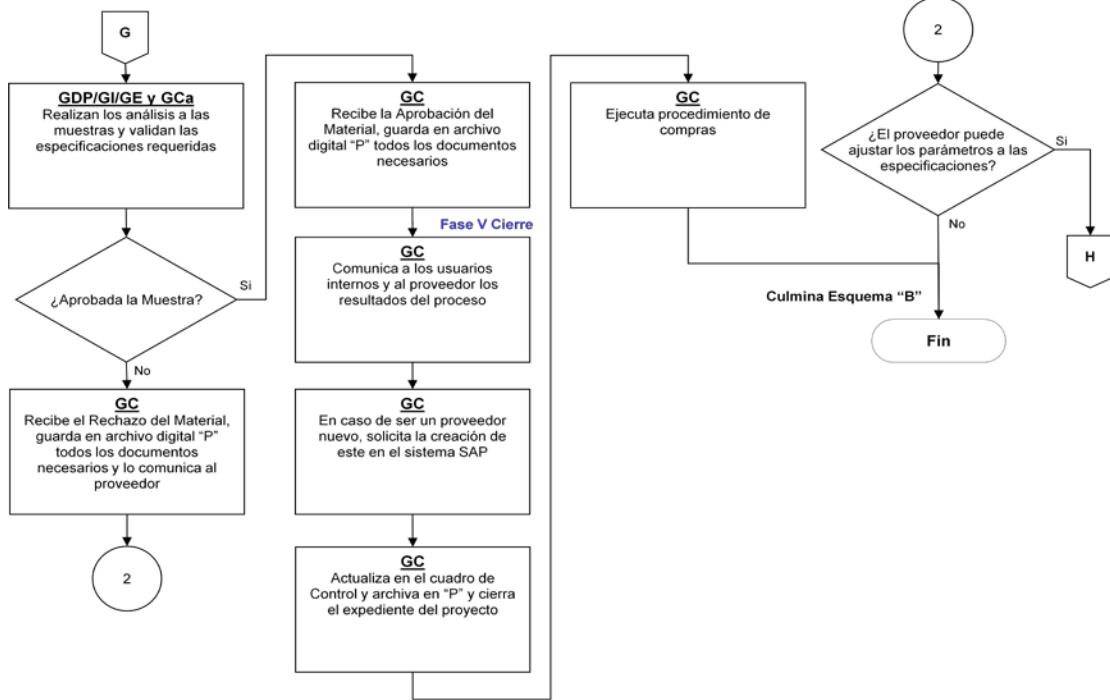 G
GDP/GI/GE y GCa
Realizan los análisis a las
muestras y validan las
especificaciones requeridas
¿Aprobada la Muestra?
Si
No
GC
Recibe el Rechazo del Material,
guarda en archivo digital “P”
todos los documentos
necesarios y lo comunica al
proveedor
2
GC
Recibe la Aprobación del
Material, guarda en archivo
digital “P” todos los documentos
necesarios
Fase V Cierre
GC
Comunica a los usuarios
internos y al proveedor los
resultados del proceso
GC
En caso de ser un proveedor
nuevo, solicita la creación de
este en el sistema SAP
GC
Actualiza en el cuadro de
Control y archiva en “P” y cierra
el expediente del proyecto
GC
Ejecuta procedimiento de
compras
2
¿El proveedor puede
ajustar los parámetros a las
especificaciones?
Si
No
H
Culmina Esquema “B”
Fin